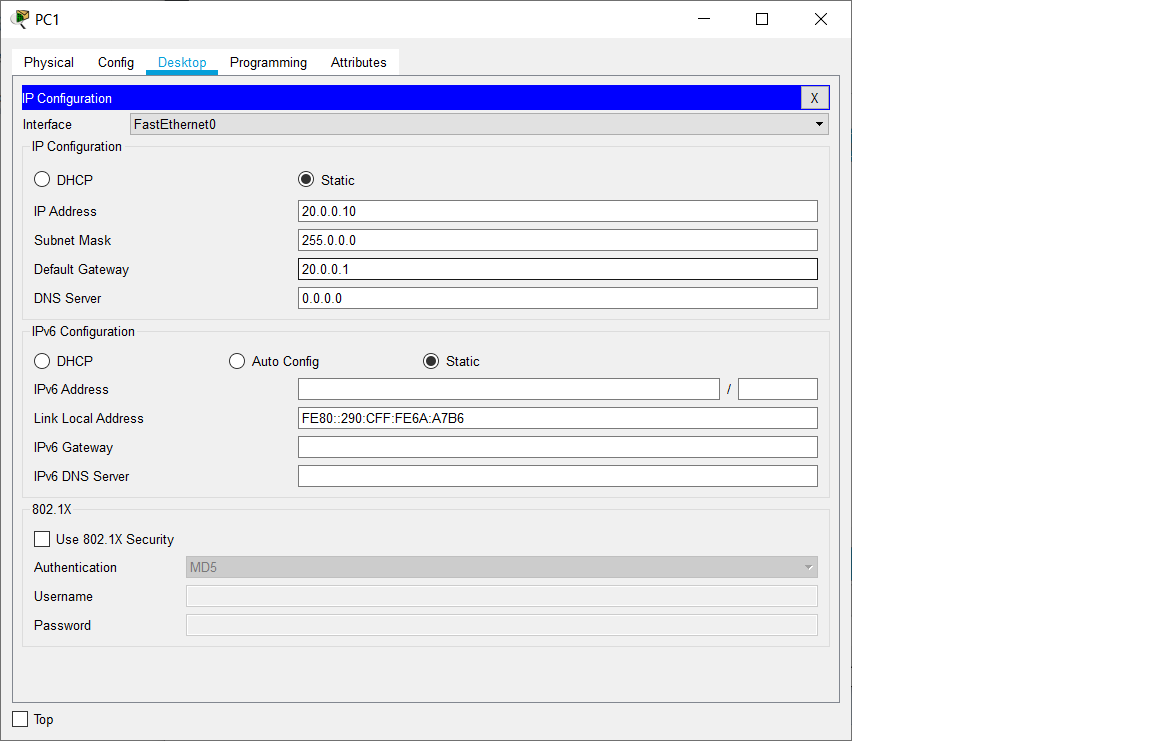 PC1
Physical Config Desktop Programming Attributes
IP Configuration X
Interface FastEthernet0
IP Configuration
DHCP Static
IP Address 20.0.0.10
Subnet Mask 255.0.0.0
Default Gateway 20.0.0.1
DNS Server 0.0.0.0
IPv6 Configuration
DHCP Auto Config Static
IPv6 Address /
Link Local Address FE80::290:CFF:FE6A:A7B6
IPv6 Gateway
IPv6 DNS Server
802.1X
Use 802.1X Security
Authentication MD5
Username
Password
Top